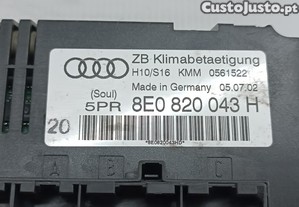 CustoJusto.pt
ZB Klimabetaetigung
H10/S16 KMM 0561522
Made in Germany 05.07.02
(Soul)
5PR 8E0 820 043 H
20
*8E0820043H0*
A B C